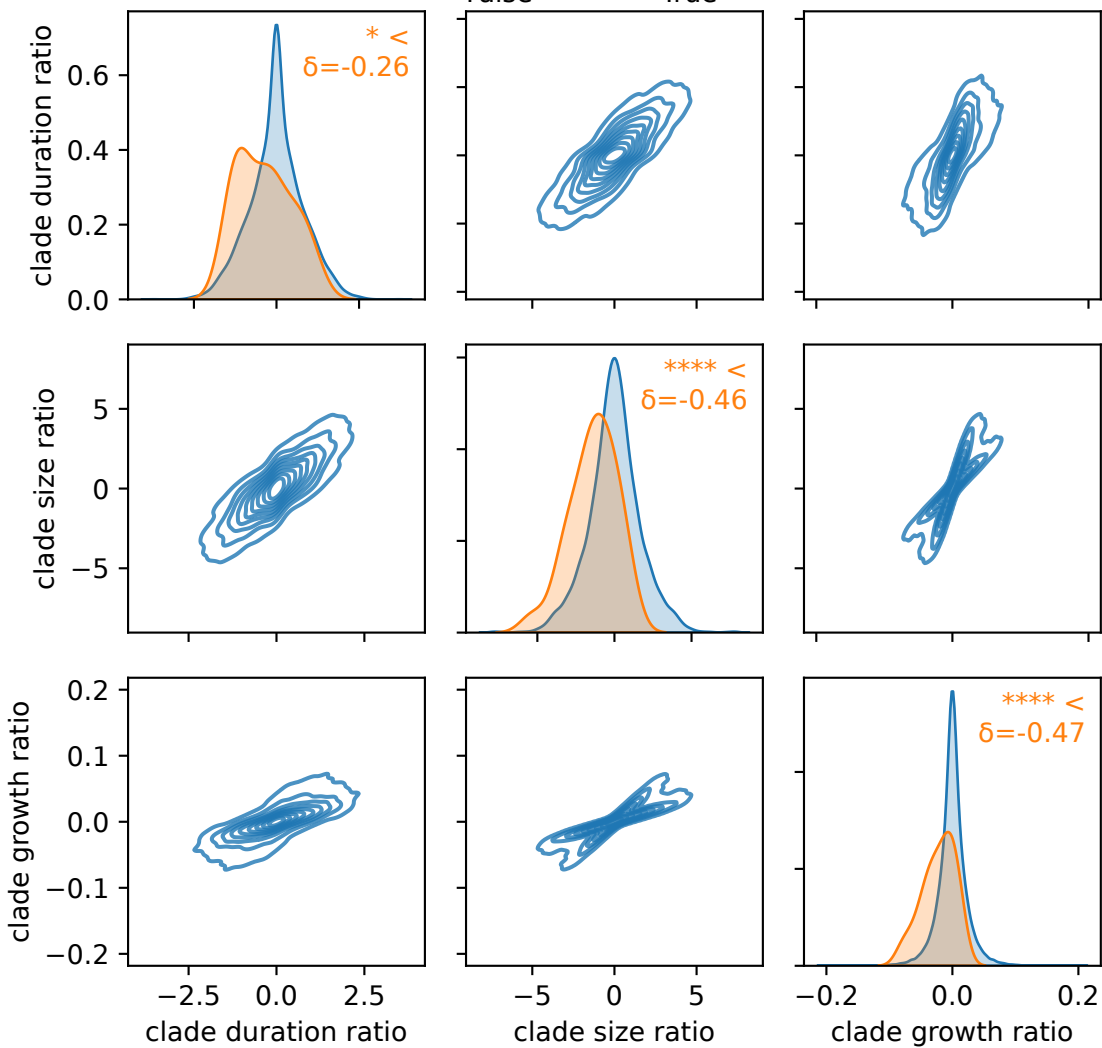 False True
clade duration ratio
0.6
0.4
0.2
0.0
* <
δ=-0.26
clade size ratio
5
0
−5
**** <
δ=-0.46
clade growth ratio
0.2
0.1
0.0
−0.1
−0.2
**** <
δ=-0.47
−2.5 0.0 2.5
−5 0 5
−0.2 0.0 0.2
clade duration ratio
clade size ratio
clade growth ratio